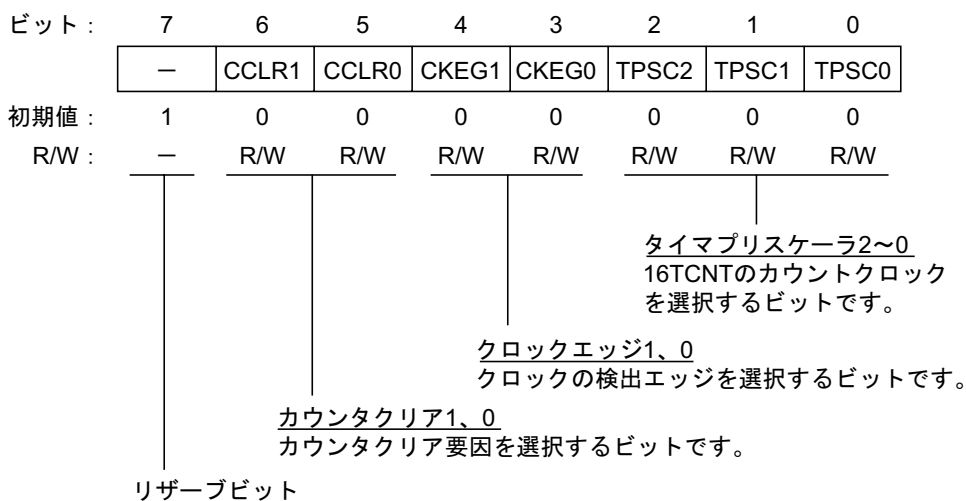 ビット： 7 6 5 4 3 2 1 0
― CCLR1 CCLR0 CKEG1 CKEG0 TPSC2 TPSC1 TPSC0
初期値： 1 0 0 0 0 0 0 0
R/W： ― R/W R/W R/W R/W R/W R/W R/W
タイマプリスケーラ2～0
16TCNTのカウントクロック
を選択するビットです。
クロックエッジ1、0
クロックの検出エッジを選択するビットです。
カウンタクリア1、0
カウンタクリア要因を選択するビットです。
リザーブビット